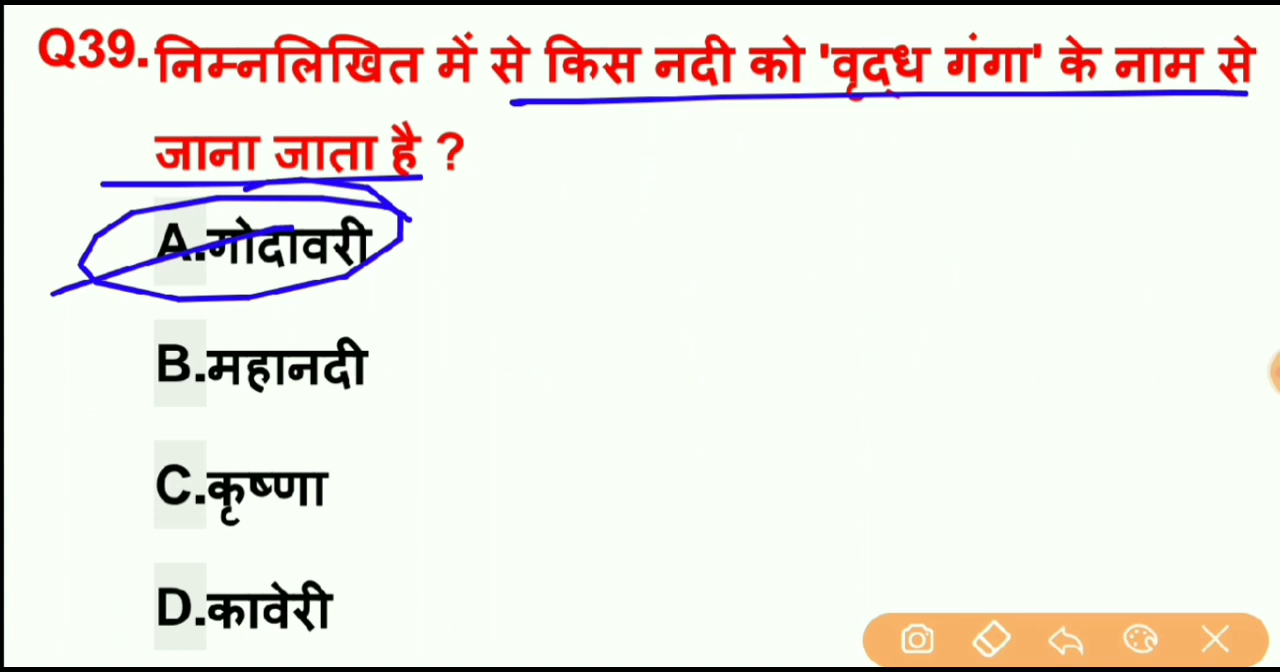 Q39. निम्नलिखित में से किस नदी को 'वृद्ध गंगा' के नाम से
जाना जाता है ?
A.गोदावरी
B.महानदी
C.कृष्णा
D.कावेरी